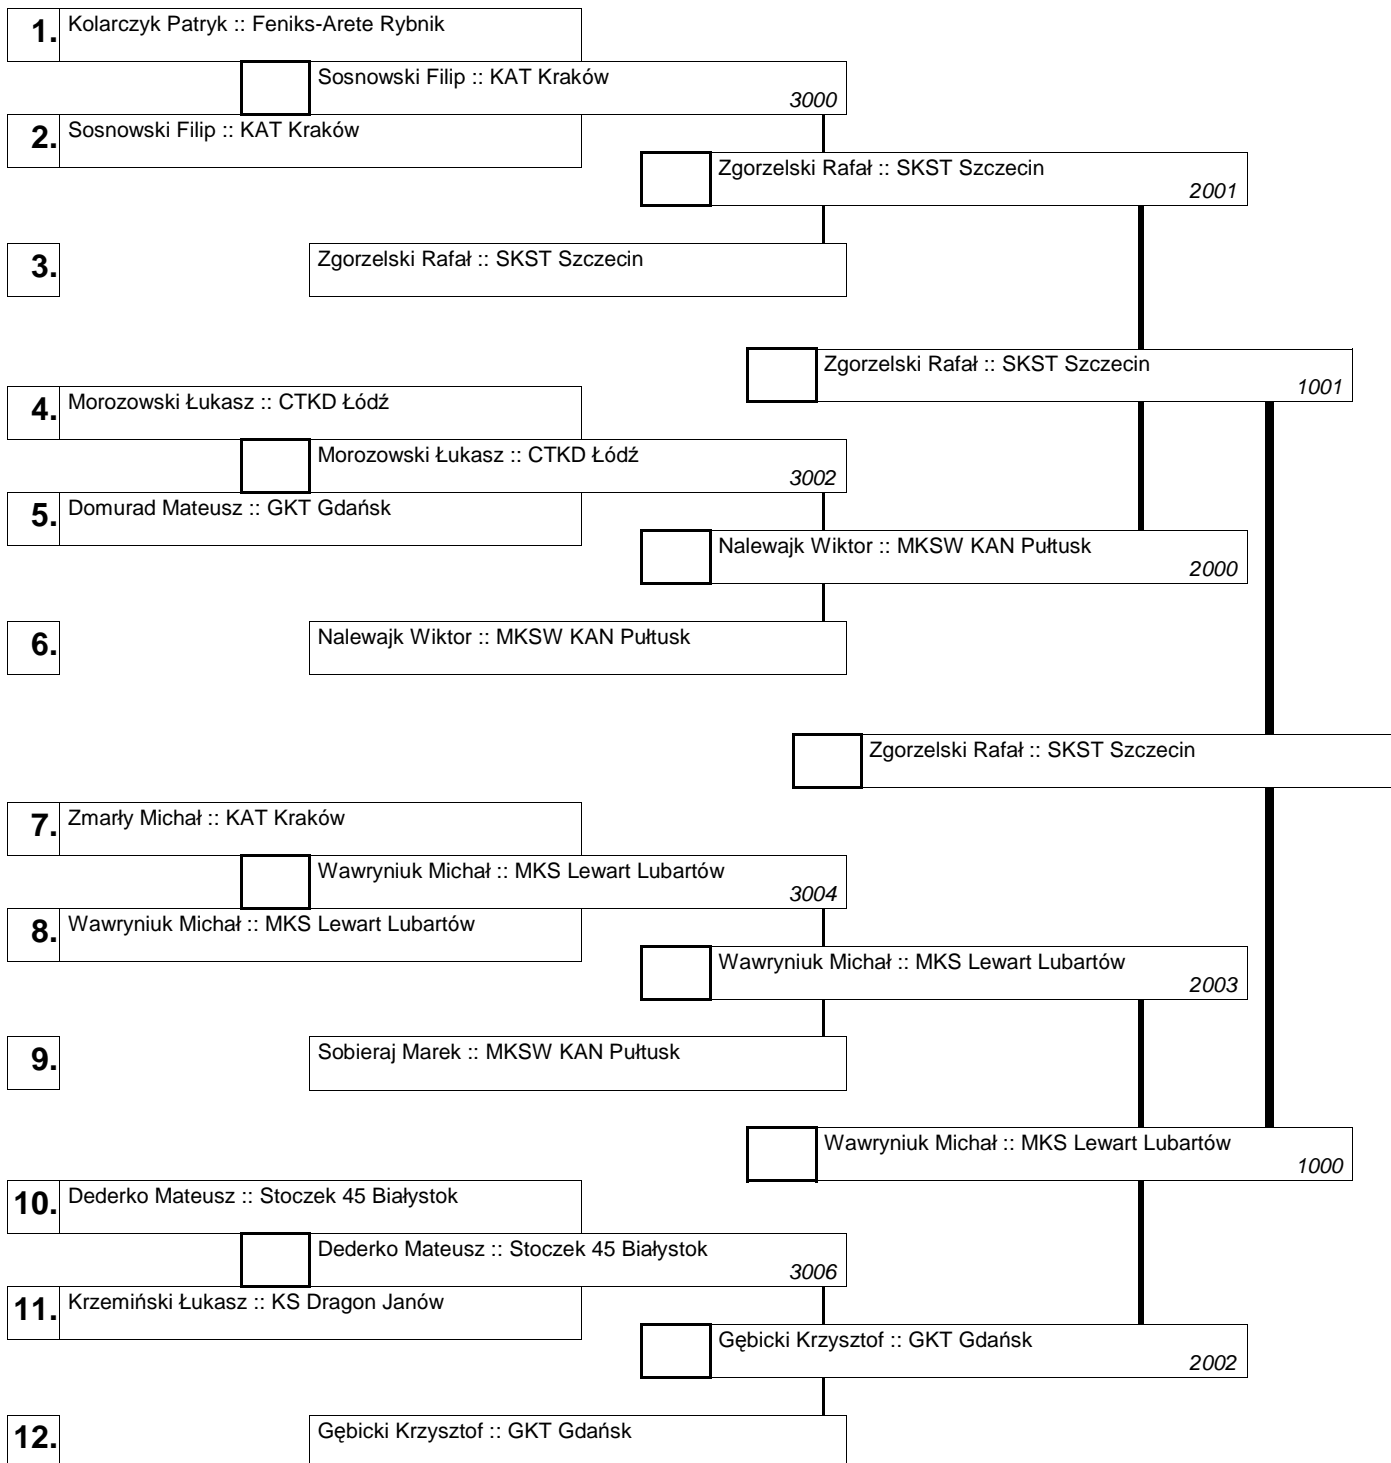 1. Kolarczyk Patryk :: Feniks-Arete Rybnik
Sosnowski Filip :: KAT Kraków
3000
2. Sosnowski Filip :: KAT Kraków
Zgorzelski Rafał :: SKST Szczecin
2001
3. Zgorzelski Rafał :: SKST Szczecin
Zgorzelski Rafał :: SKST Szczecin
1001
4. Morozowski Łukasz :: CTKD Łódź
Morozowski Łukasz :: CTKD Łódź
3002
5. Domurad Mateusz :: GKT Gdańsk
Nalewajk Wiktor :: MKSW KAN Pułtusk
2000
6. Nalewajk Wiktor :: MKSW KAN Pułtusk
Zgorzelski Rafał :: SKST Szczecin
7. Zmarły Michał :: KAT Kraków
Wawryniuk Michał :: MKS Lewart Lubartów
3004
8. Wawryniuk Michał :: MKS Lewart Lubartów
Wawryniuk Michał :: MKS Lewart Lubartów
2003
9. Sobieraj Marek :: MKSW KAN Pułtusk
Wawryniuk Michał :: MKS Lewart Lubartów
1000
10. Dederko Mateusz :: Stoczek 45 Białystok
Dederko Mateusz :: Stoczek 45 Białystok
3006
11. Krzemiński Łukasz :: KS Dragon Janów
Gębicki Krzysztof :: GKT Gdańsk
2002
12. Gębicki Krzysztof :: GKT Gdańsk